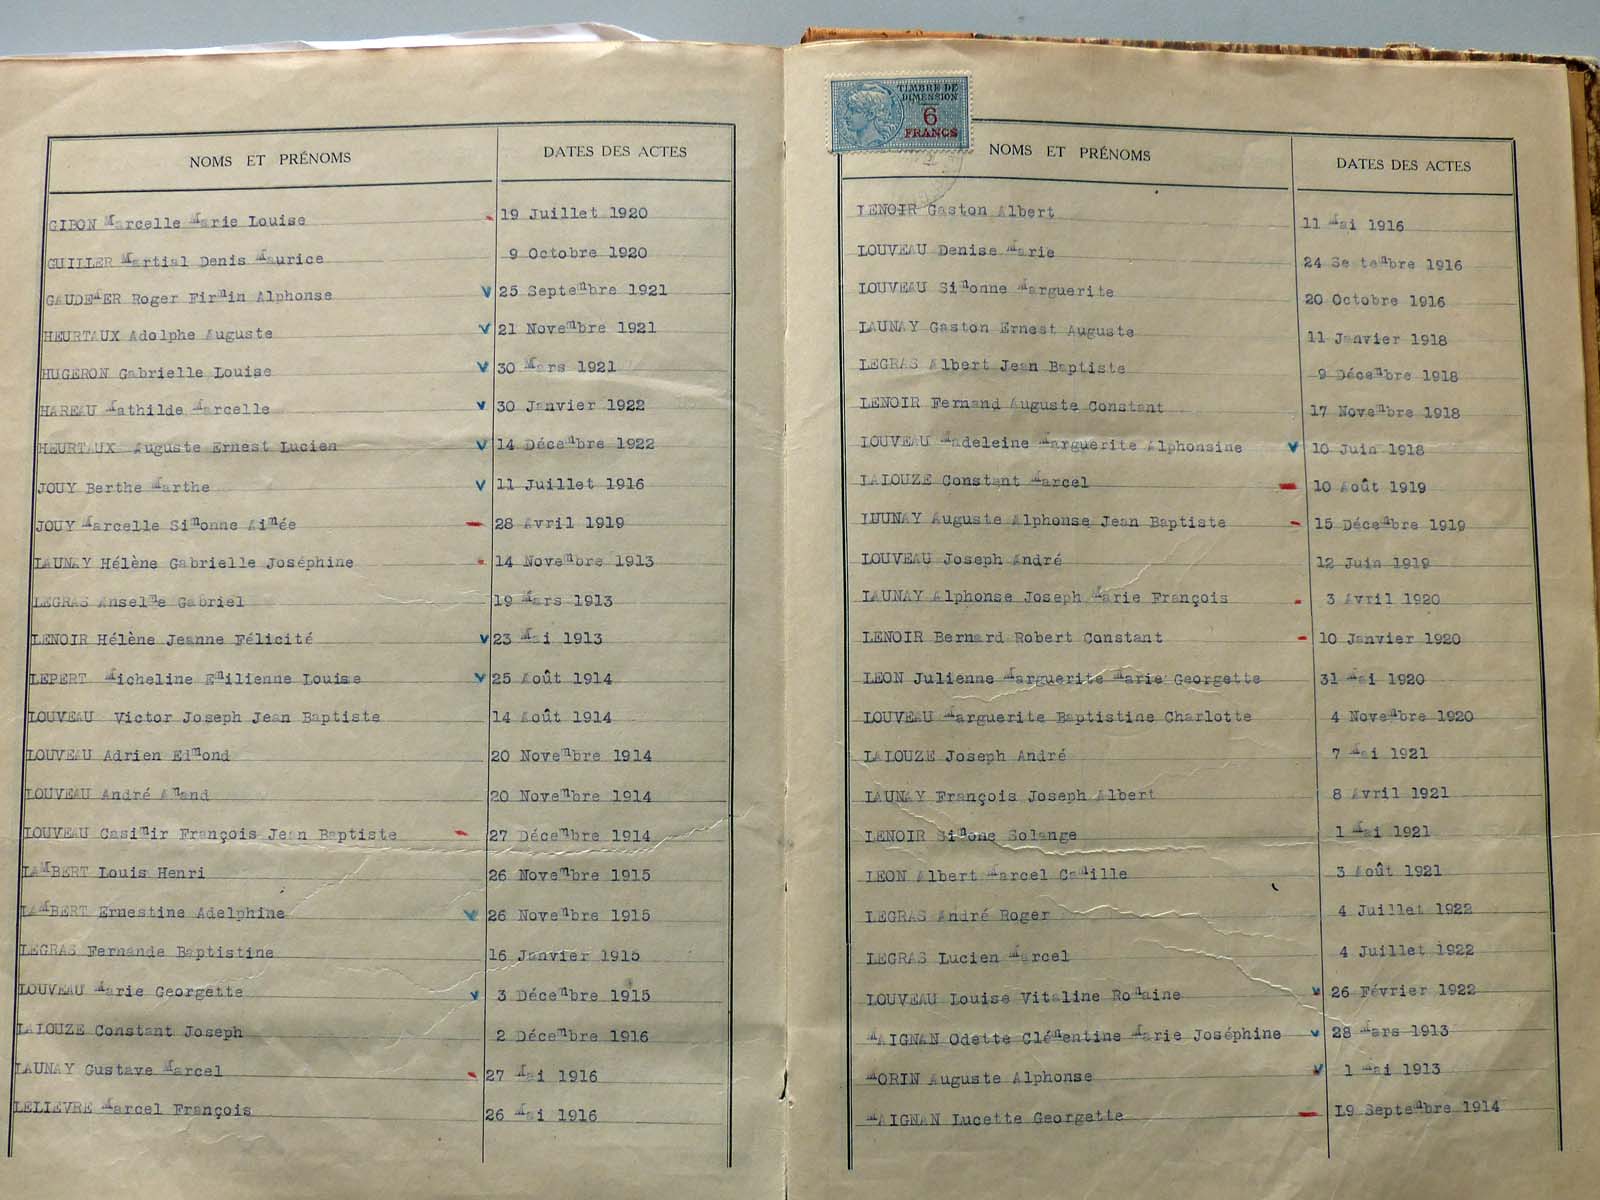 NOMS ET PRÉNOMS DATES DES ACTES
GIBON Marcelle Marie Louise 19 Juillet 1920
GUILLER Martial Denis Maurice 9 Octobre 1920
GAUDEMER Roger Firmin Alphonse 25 Septembre 1921
HEURTAUX Adolphe Auguste 21 Novembre 1921
HUGERON Gabrielle Louise 30 Mars 1921
HAREAU Mathilde Marcelle 30 Janvier 1922
HEURTAUX Auguste Ernest Lucien 14 Décembre 1922
JOUY Berthe Marthe 11 Juillet 1916
JOUY Marcelle Simonne Aimée 28 Avril 1919
LAUNAY Hélène Gabrielle Joséphine 14 Novembre 1913
LEGRAS Anselme Gabriel 19 Mars 1913
LENOIR Hélène Jeanne Félicité 23 Mai 1913
LEPERT Micheline Emilienne Louise 25 Août 1914
LOUVEAU Victor Joseph Jean Baptiste 14 Août 1914
LOUVEAU Adrien Edmond 20 Novembre 1914
LOUVEAU André Amand 20 Novembre 1914
LOUVEAU Casimir François Jean Baptiste 27 Décembre 1914
LAMBERT Louis Henri 26 Novembre 1915
LAMBERT Ernestine Adelphine 26 Novembre 1915
LEGRAS Fernande Baptistine 16 Janvier 1915
LOUVEAU Marie Georgette 3 Décembre 1915
LALOUZE Constant Joseph 2 Décembre 1916
LAUNAY Gustave Marcel 27 Mai 1916
LELIEVRE Marcel François 26 Mai 1916
TIMBRE DE
DIMENSION
6
FRANCS
NOMS ET PRÉNOMS DATES DES ACTES
LENOIR Gaston Albert 11 Mai 1916
LOUVEAU Denise Marie 24 Se tembre 1916
LOUVEAU Simonne Marguerite 20 Octobre 1916
LAUNAY Gaston Ernest Auguste 11 Janvier 1918
LEGRAS Albert Jean Baptiste 9 Décembre 1918
LENOIR Fernand Auguste Constant 17 Novembre 1918
LOUVEAU Madeleine Marguerite Alphonsine 10 Juin 1918
LALOUZE Constant Marcel 10 Août 1919
LUUNAY Auguste Alphonse Jean Baptiste 15 Décembre 1919
LOUVEAU Joseph André 12 Juin 1919
LAUNAY Alphonse Joseph Marie François 3 Avril 1920
LENOIR Bernard Robert Constant 10 Janvier 1920
LEON Julienne Marguerite Marie Georgette 31 Mai 1920
LOUVEAU Marguerite Baptistine Charlotte 4 Novembre 1920
LALOUZE Joseph André 7 Mai 1921
LAUNAY François Joseph Albert 8 Avril 1921
LENOIR Simone Solange 1 Mai 1921
LEON Albert Marcel Camille 3 Août 1921
LEGRAS André Roger 4 Juillet 1922
LEGRAS Lucien Marcel 4 Juillet 1922
LOUVEAU Louise Vitaline Romaine 26 Février 1922
MAIGNAN Odette Clémentine Marie Joséphine 28 Mars 1913
MORIN Auguste Alphonse 1 Mai 1913
MAIGNAN Lucette Georgette 19 Septembre 1914